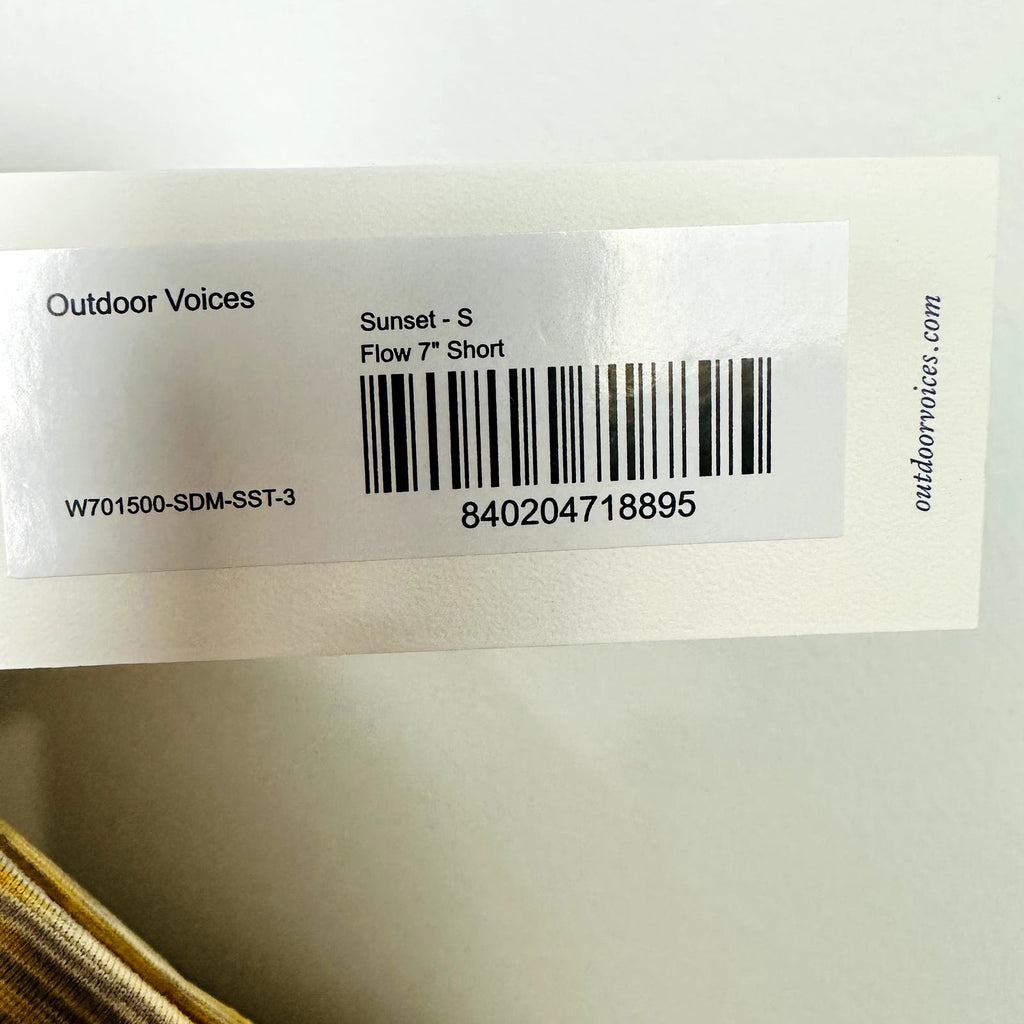 Outdoor Voices
Sunset - S
Flow 7" Short
W701500-SDM-SST-3
840204718895
outdoorvoices.com